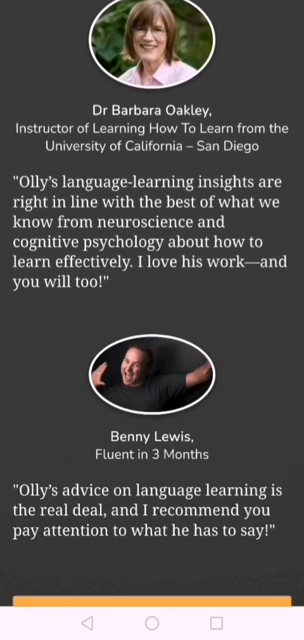 Dr Barbara Oakley,
Instructor of Learning How To Learn from the
University of California – San Diego
"Olly's language-learning insights are
right in line with the best of what we
know from neuroscience and
cognitive psychology about how to
learn effectively. I love his work—and
you will too!"
Benny Lewis,
Fluent in 3 Months
"Olly's advice on language learning is
the real deal, and I recommend you
pay attention to what he has to say!"